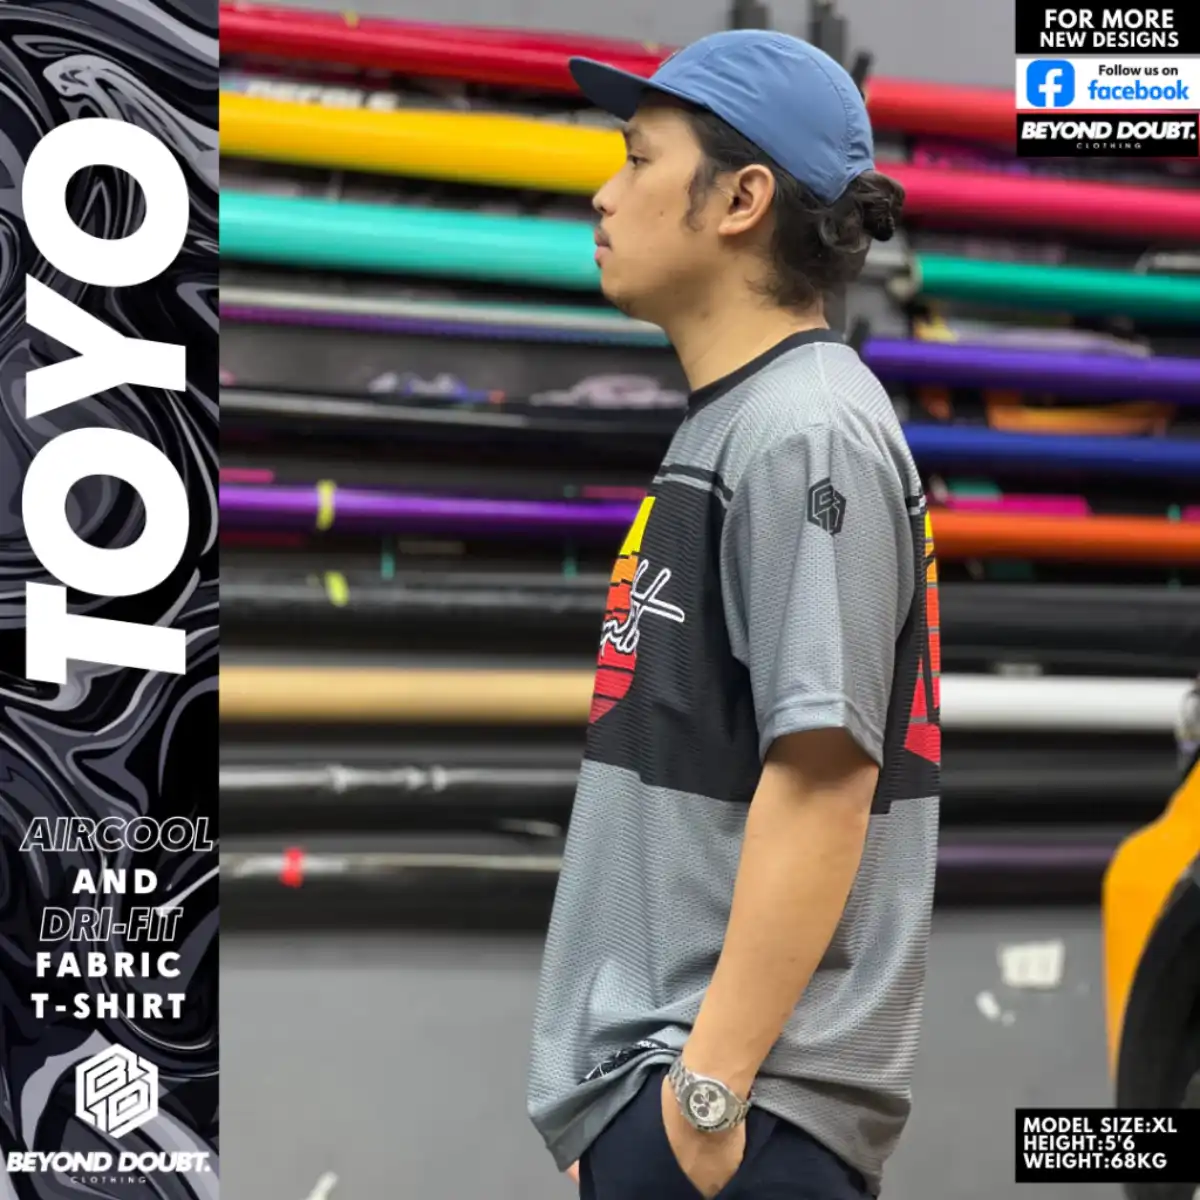 TOYO
AIRCOOL
AND
DRI-FIT
FABRIC
T-SHIRT
BEYOND DOUBT.
CLOTHING
FOR MORE
NEW DESIGNS
Follow us on
facebook
BEYOND DOUBT.
CLOTHING
MODEL SIZE:XL
HEIGHT:5'6
WEIGHT:68KG